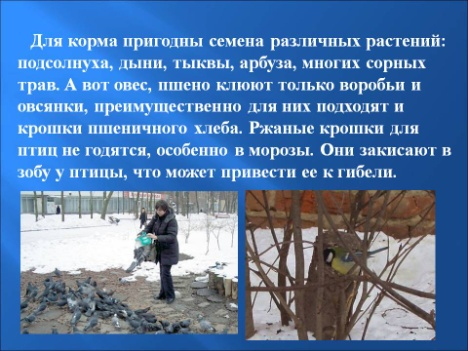 Для корма пригодны семена различных растений:
подсолнуха, дыни, тыквы, арбуза, многих сорных
трав. А вот овес, пшено клюют только воробьи и
овсянки, преимущественно для них подходят и
крошки пшеничного хлеба. Ржаные крошки для
птиц не годятся, особенно в морозы. Они закисают в
зобу у птицы, что может привести ее к гибели.